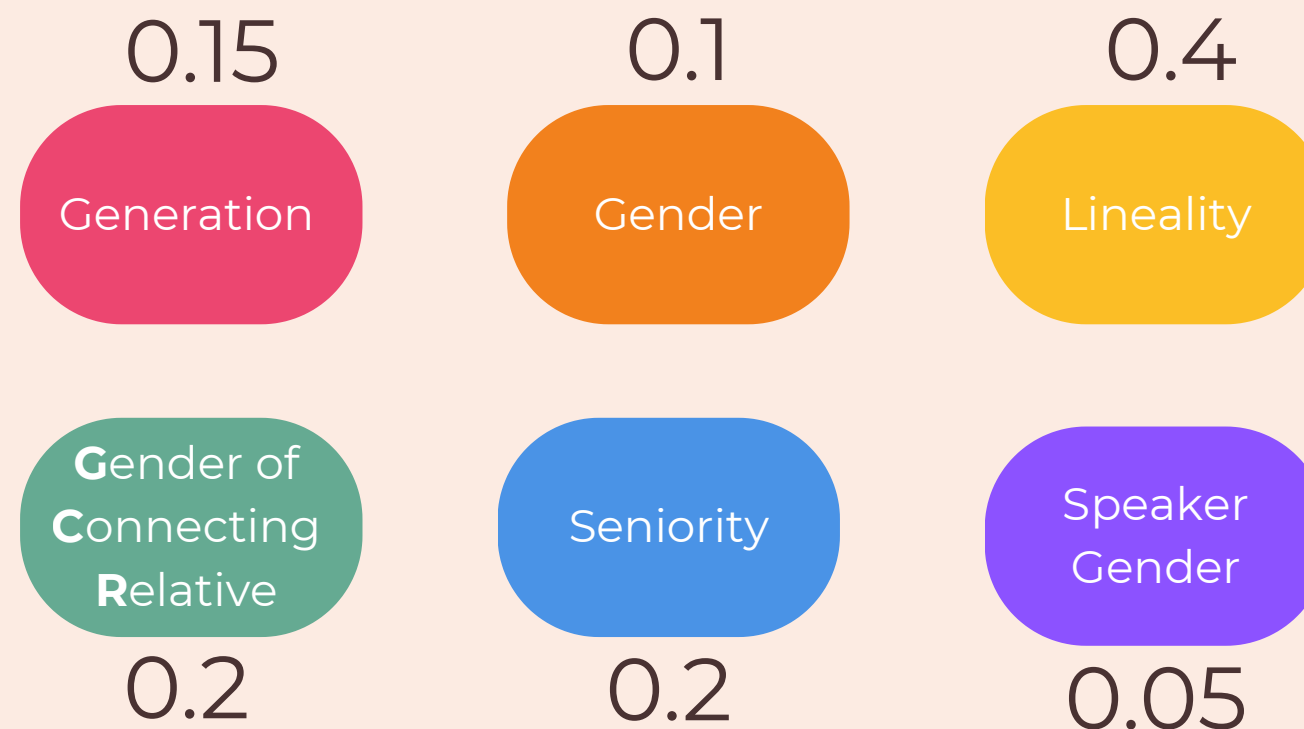 0.15
0.1
0.4
Generation
Gender
Lineality
Gender of
Connecting
Relative
Seniority
Speaker
Gender
0.2
0.2
0.05